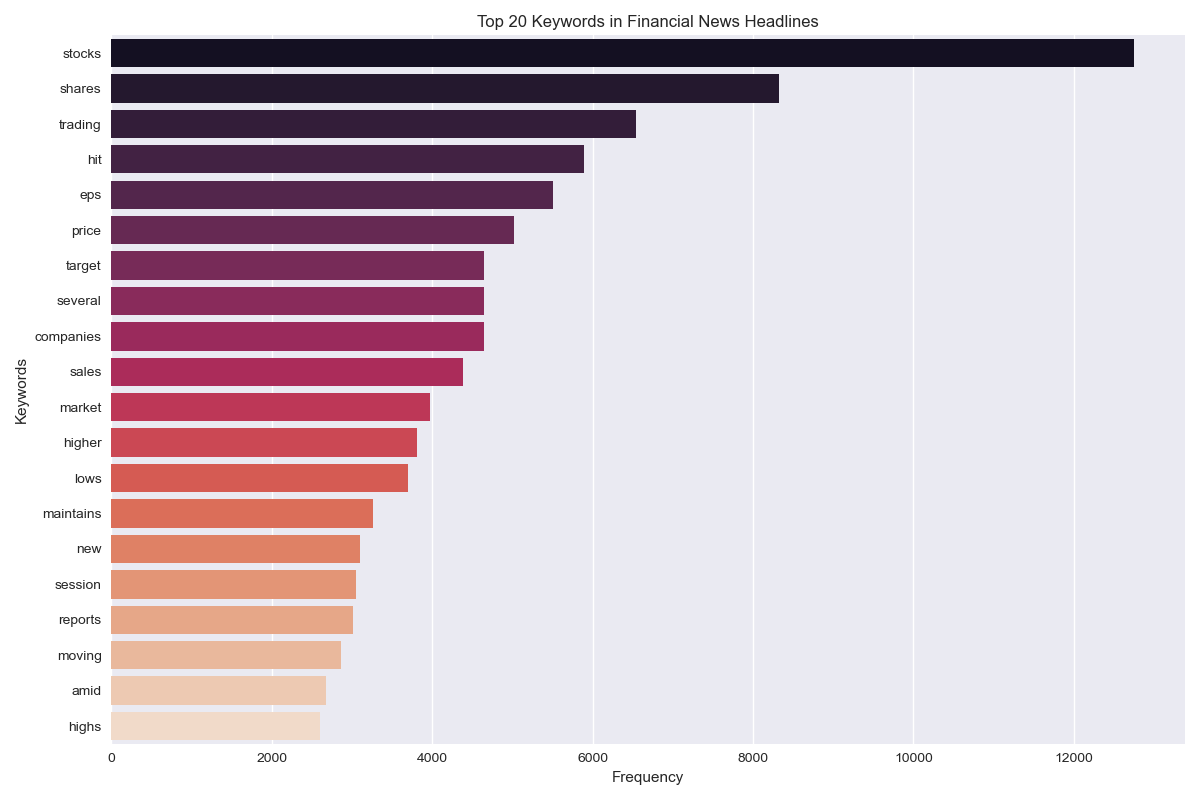 Top 20 Keywords in Financial News Headlines
Keywords
stocks
shares
trading
hit
eps
price
target
several
companies
sales
market
higher
lows
maintains
new
session
reports
moving
amid
highs
0 2000 4000 6000 8000 10000 12000
Frequency